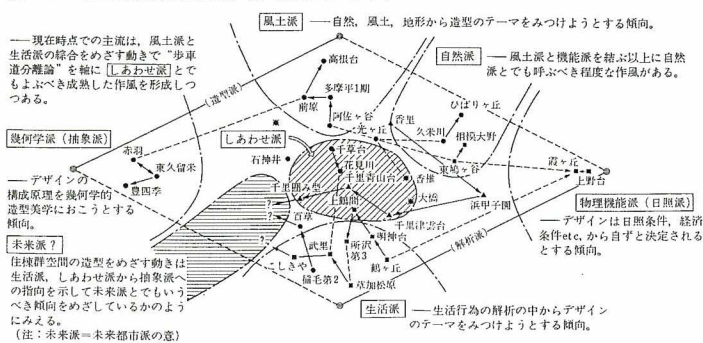 風土派 ——自然，風土，地形から造型のテーマをみつけようとする傾向。
——現在時点での主流は，風土派と
生活派の綜合をめざす動きで“歩車
道分離論”を軸に しあわせ派 とで
もよぶべき成熟した作風を形成しつ
つある。
自然派 ——風土派と機能派を結ぶ以上に自然
派とでも呼ぶべき程度な作風がある。
(造型派)
高根台
多摩平1期
前原
阿佐ヶ谷
香里
ひばりヶ丘
光ヶ丘
久米川
相模大野
東鳩ヶ谷
霞ヶ丘
上野台
幾何学派（抽象派）
赤羽
東久留米
豊四季
石神井
しあわせ派
千草台
花見川
千里青山台
香椎
大橋
千里囲み型
上鶴間
千里津雲台
浜甲子園
物理機能派（日照派）
——デザインは日照条件，経済
条件etc，から自ずと決定される
とする傾向。
——デザインの
構成原理を幾何学的
造型美学におこうとする
傾向。
?
?
?
百草
武里
所沢
第3
明神台
鶴ヶ丘
こしきや
稲毛第2
草加松原
(解析派)
未来派？
住棟群空間の造型をめざす動きは
生活派，しあわせ派から抽象派へ
の指向を示して未来派とでもいう
べき傾向をめざしているかのよう
にみえる。
（注：未来派＝未来都市派の意）
生活派 ——生活行為の解析の中からデザイン
のテーマをみつけようとする傾向。